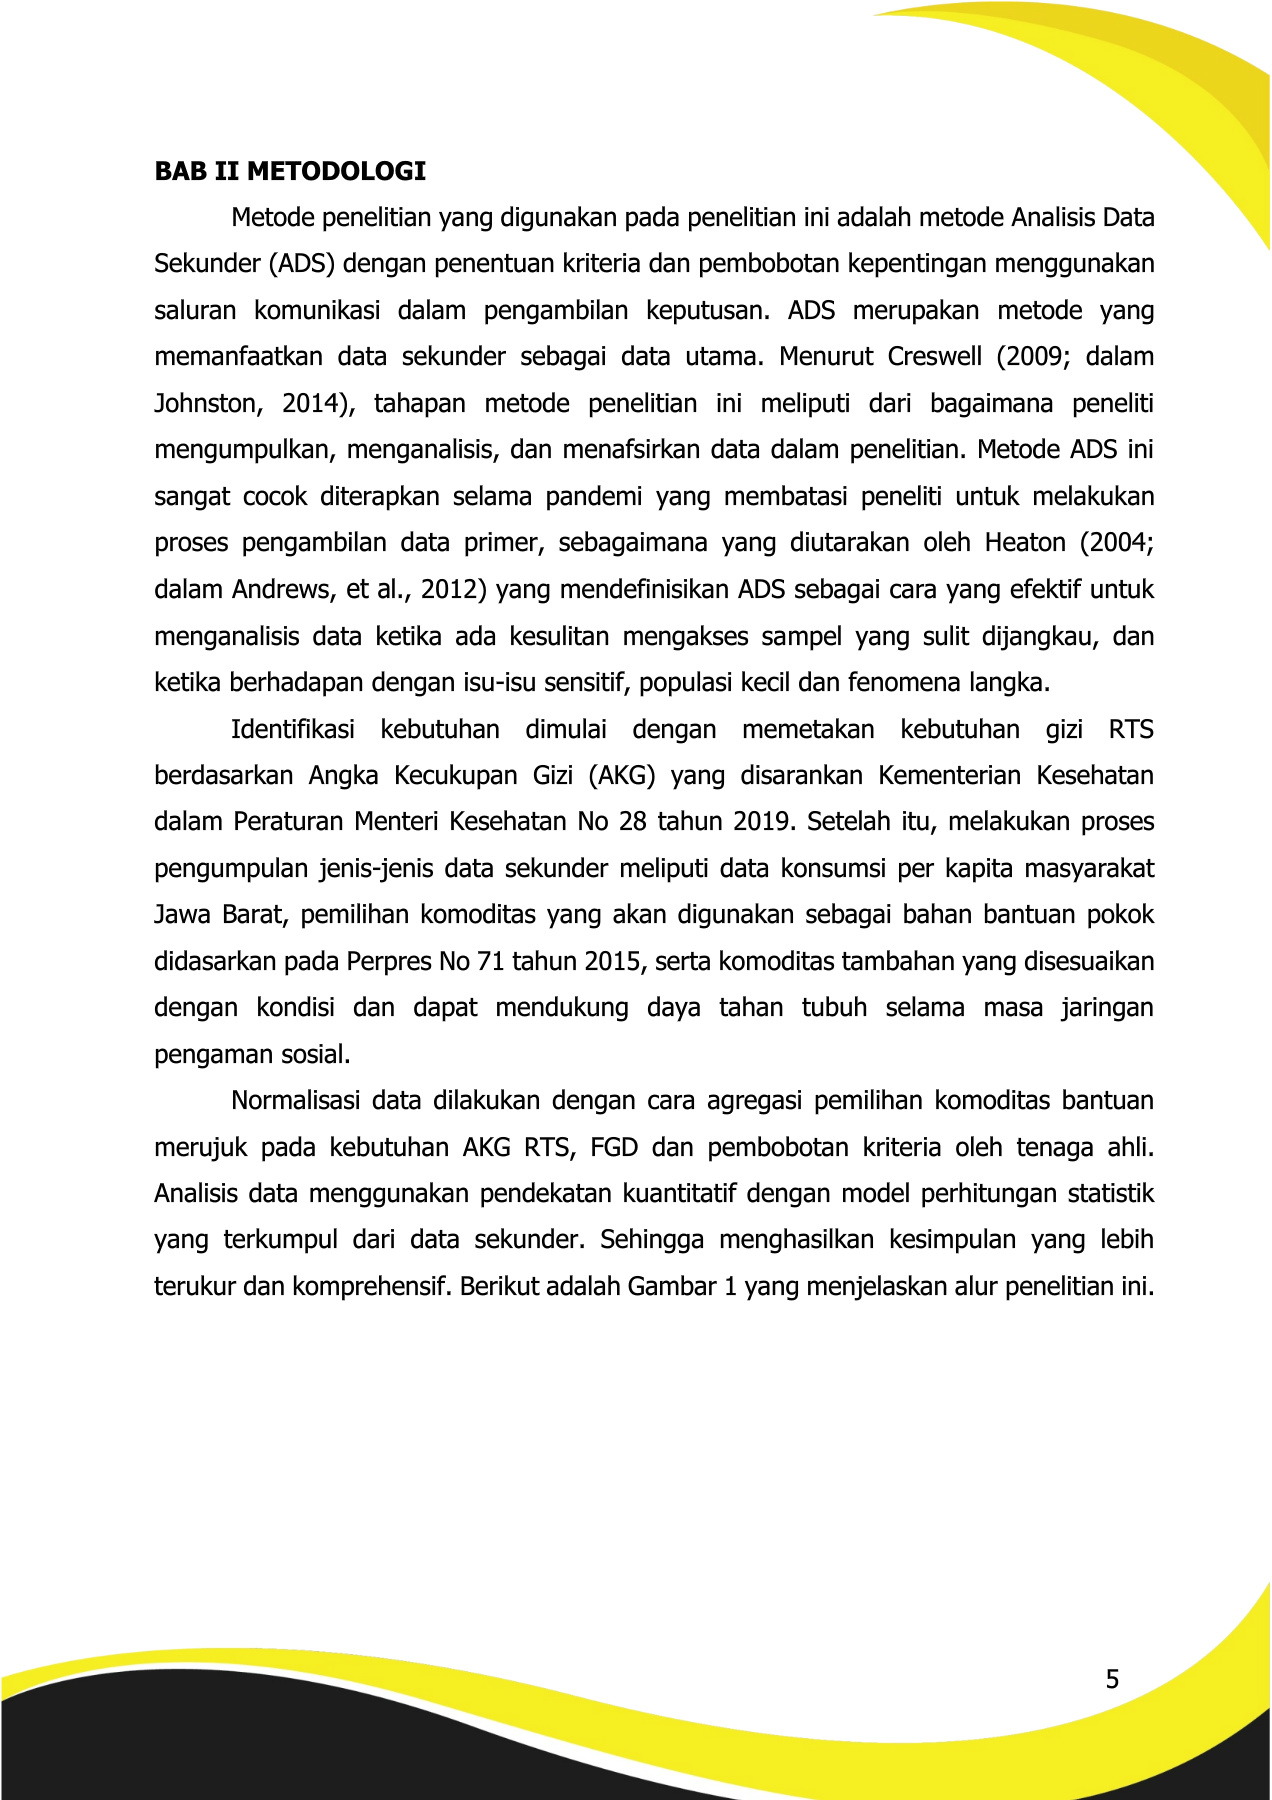 BAB II METODOLOGI
Metode penelitian yang digunakan pada penelitian ini adalah metode Analisis Data
Sekunder (ADS) dengan penentuan kriteria dan pembobotan kepentingan menggunakan
saluran komunikasi dalam pengambilan keputusan. ADS merupakan metode yang
memanfaatkan data sekunder sebagai data utama. Menurut Creswell (2009; dalam
Johnston, 2014), tahapan metode penelitian ini meliputi dari bagaimana peneliti
mengumpulkan, menganalisis, dan menafsirkan data dalam penelitian. Metode ADS ini
sangat cocok diterapkan selama pandemi yang membatasi peneliti untuk melakukan
proses pengambilan data primer, sebagaimana yang diutarakan oleh Heaton (2004;
dalam Andrews, et al., 2012) yang mendefinisikan ADS sebagai cara yang efektif untuk
menganalisis data ketika ada kesulitan mengakses sampel yang sulit dijangkau, dan
ketika berhadapan dengan isu-isu sensitif, populasi kecil dan fenomena langka.
Identifikasi kebutuhan dimulai dengan memetakan kebutuhan gizi RTS
berdasarkan Angka Kecukupan Gizi (AKG) yang disarankan Kementerian Kesehatan
dalam Peraturan Menteri Kesehatan No 28 tahun 2019. Setelah itu, melakukan proses
pengumpulan jenis-jenis data sekunder meliputi data konsumsi per kapita masyarakat
Jawa Barat, pemilihan komoditas yang akan digunakan sebagai bahan bantuan pokok
didasarkan pada Perpres No 71 tahun 2015, serta komoditas tambahan yang disesuaikan
dengan kondisi dan dapat mendukung daya tahan tubuh selama masa jaringan
pengaman sosial.
Normalisasi data dilakukan dengan cara agregasi pemilihan komoditas bantuan
merujuk pada kebutuhan AKG RTS, FGD dan pembobotan kriteria oleh tenaga ahli.
Analisis data menggunakan pendekatan kuantitatif dengan model perhitungan statistik
yang terkumpul dari data sekunder. Sehingga menghasilkan kesimpulan yang lebih
terukur dan komprehensif. Berikut adalah Gambar 1 yang menjelaskan alur penelitian ini.
5